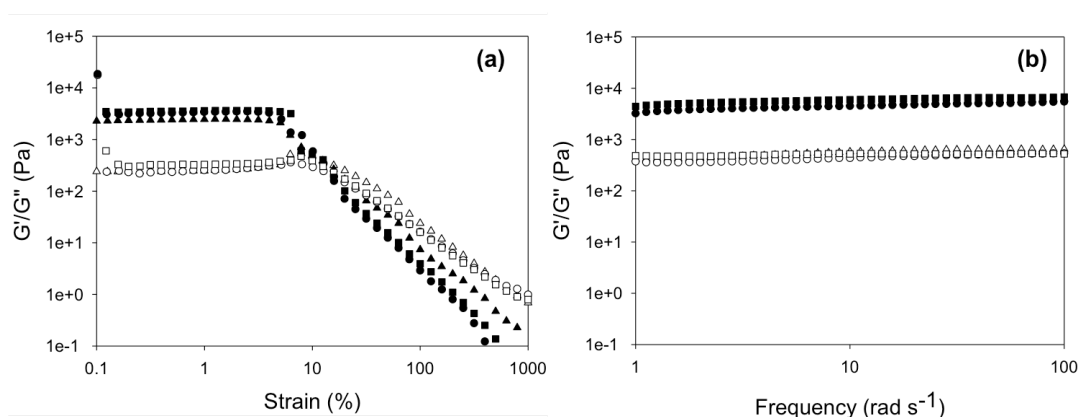 (a)
G'/G" (Pa)
1e+5
1e+4
1e+3
1e+2
1e+1
1e+0
1e-1
0.1 1 10 100 1000
Strain (%)
(b)
G'/G" (Pa)
1e+5
1e+4
1e+3
1e+2
1e+1
1e+0
1e-1
1 10 100
Frequency (rad s⁻¹)